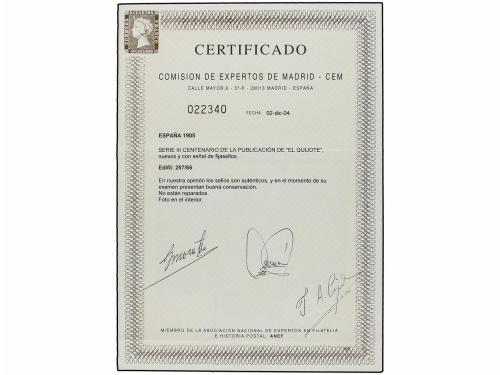 CERTIFICADO
COMISION DE EXPERTOS DE MADRID - CEM
CALLE MAYOR,6 - 3º-6 - 28013 MADRID - ESPAÑA
022340 FECHA 02-dic-04
ESPAÑA 1905
SERIE III CENTENARIO DE LA PUBLICACIÓN DE "EL QUIJOTE",
nuevos y con señal de fijasellos.
Edifil: 257/66
En nuestra opinión los sellos son auténticos, y en el momento de su
examen presentan buena conservación.
No están reparados
Foto en el interior.
MIEMBRO DE LA ASOCIACION NACIONAL DE EXPERTOS EN FILATELIA
E HISTORIA POSTAL ANEF